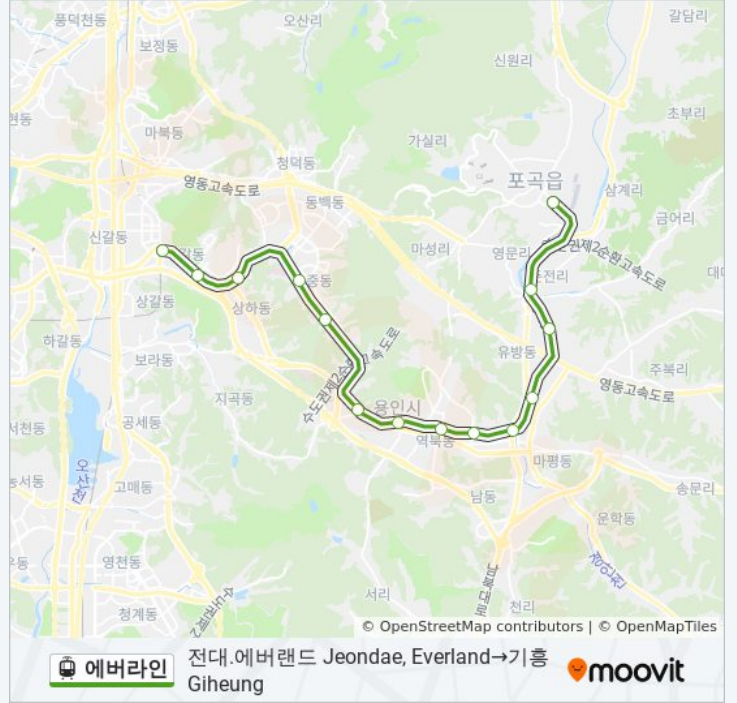 풍덕천동
오산리
갈담리
보정동
신원리
초부리
마북동
가실리
청덕동
포곡읍
영동고속도로
삼계리
동백동
금어리
신갈동
마성리
영문리
상갈동
상하동
하갈동
유방동
보라동
주북리
지곡동
영동고속도로
용인시
공세동
역북동
마평동
오산천
고매동
송문리
남동
운학동
영천동
경안천
서리
천리
청계동
© OpenStreetMap contributors | © OpenMapTiles
에버라인
전대.에버랜드 Jeondae, Everland→기흥
Giheung
moovit